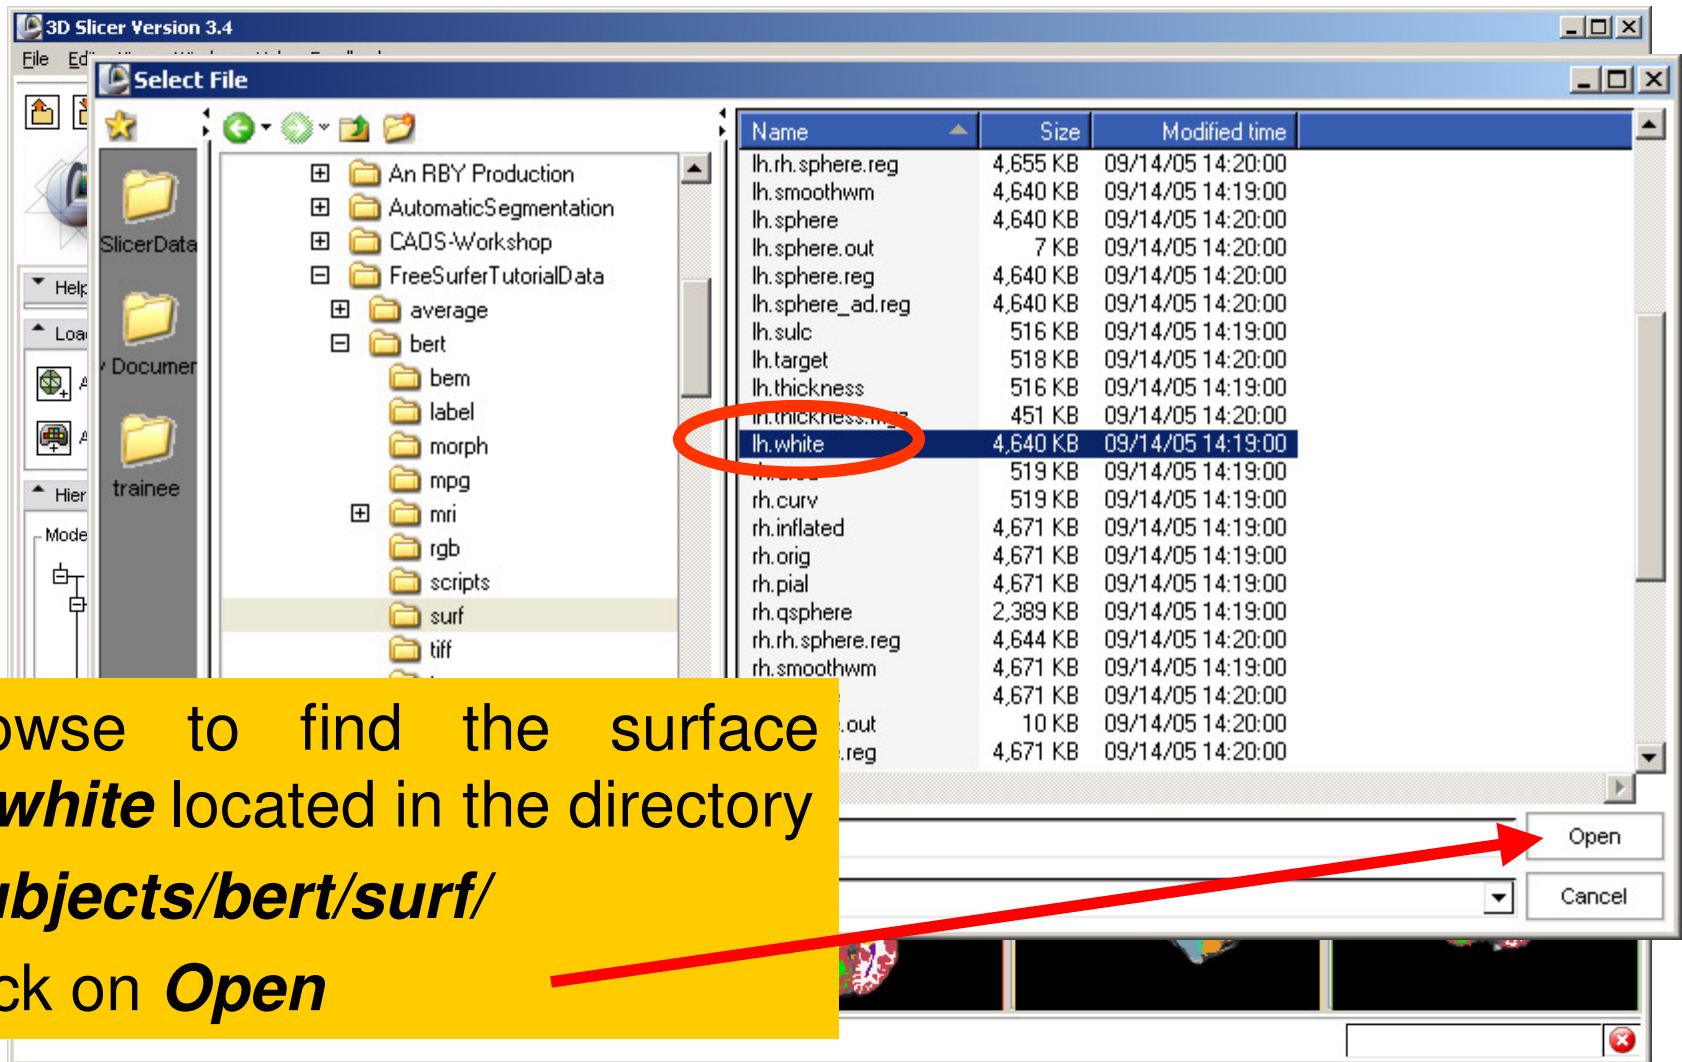 3D Slicer Version 3.4
File
Select File
Name Size Modified time
SlicerData
trainee
An RBY Production
AutomaticSegmentation
CAOS-Workshop
FreeSurferTutorialData
average
bert
bem
label
morph
mpg
mri
rgb
scripts
surf
tiff
lh.rh.sphere.reg 4,655 KB 09/14/05 14:20:00
lh.smoothwm 4,640 KB 09/14/05 14:19:00
lh.sphere 4,640 KB 09/14/05 14:20:00
lh.sphere.out 7 KB 09/14/05 14:20:00
lh.sphere.reg 4,640 KB 09/14/05 14:20:00
lh.sphere_ad.reg 4,640 KB 09/14/05 14:20:00
lh.sulc 516 KB 09/14/05 14:19:00
lh.target 518 KB 09/14/05 14:20:00
lh.thickness 516 KB 09/14/05 14:19:00
451 KB 09/14/05 14:20:00
lh.white 4,640 KB 09/14/05 14:19:00
519 KB 09/14/05 14:19:00
rh.curv 519 KB 09/14/05 14:19:00
rh.inflated 4,671 KB 09/14/05 14:19:00
rh.orig 4,671 KB 09/14/05 14:19:00
rh.pial 4,671 KB 09/14/05 14:19:00
rh.qsphere 2,389 KB 09/14/05 14:19:00
rh.rh.sphere.reg 4,644 KB 09/14/05 14:20:00
rh.smoothwm 4,671 KB 09/14/05 14:19:00
4,671 KB 09/14/05 14:20:00
.out 10 KB 09/14/05 14:20:00
.reg 4,671 KB 09/14/05 14:20:00
Help
Mode
owse to find the surface
white located in the directory
ubjects/bert/surf/
ck on Open
Open
Cancel